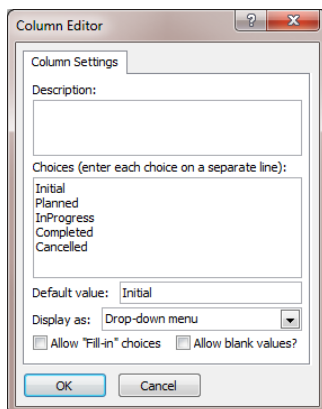 Column Editor
Column Settings
Description:
Choices (enter each choice on a separate line):
Initial
Planned
InProgress
Completed
Cancelled
Default value: Initial
Display as: Drop-down menu
Allow "Fill-in" choices Allow blank values?
OK Cancel